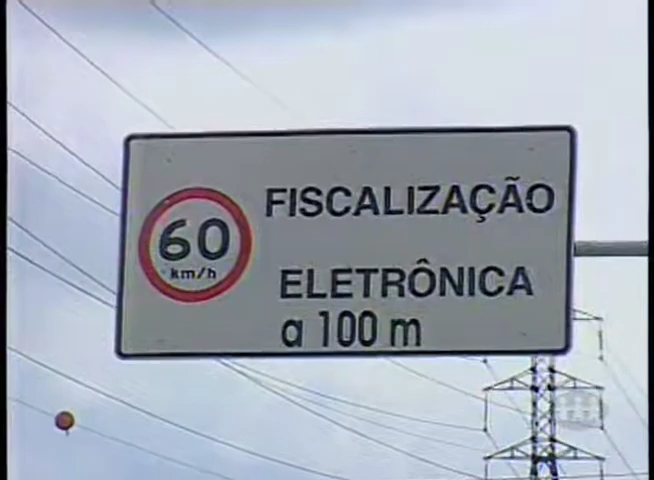 60
km/h
FISCALIZAÇÃO
ELETRÔNICA
a 100 m